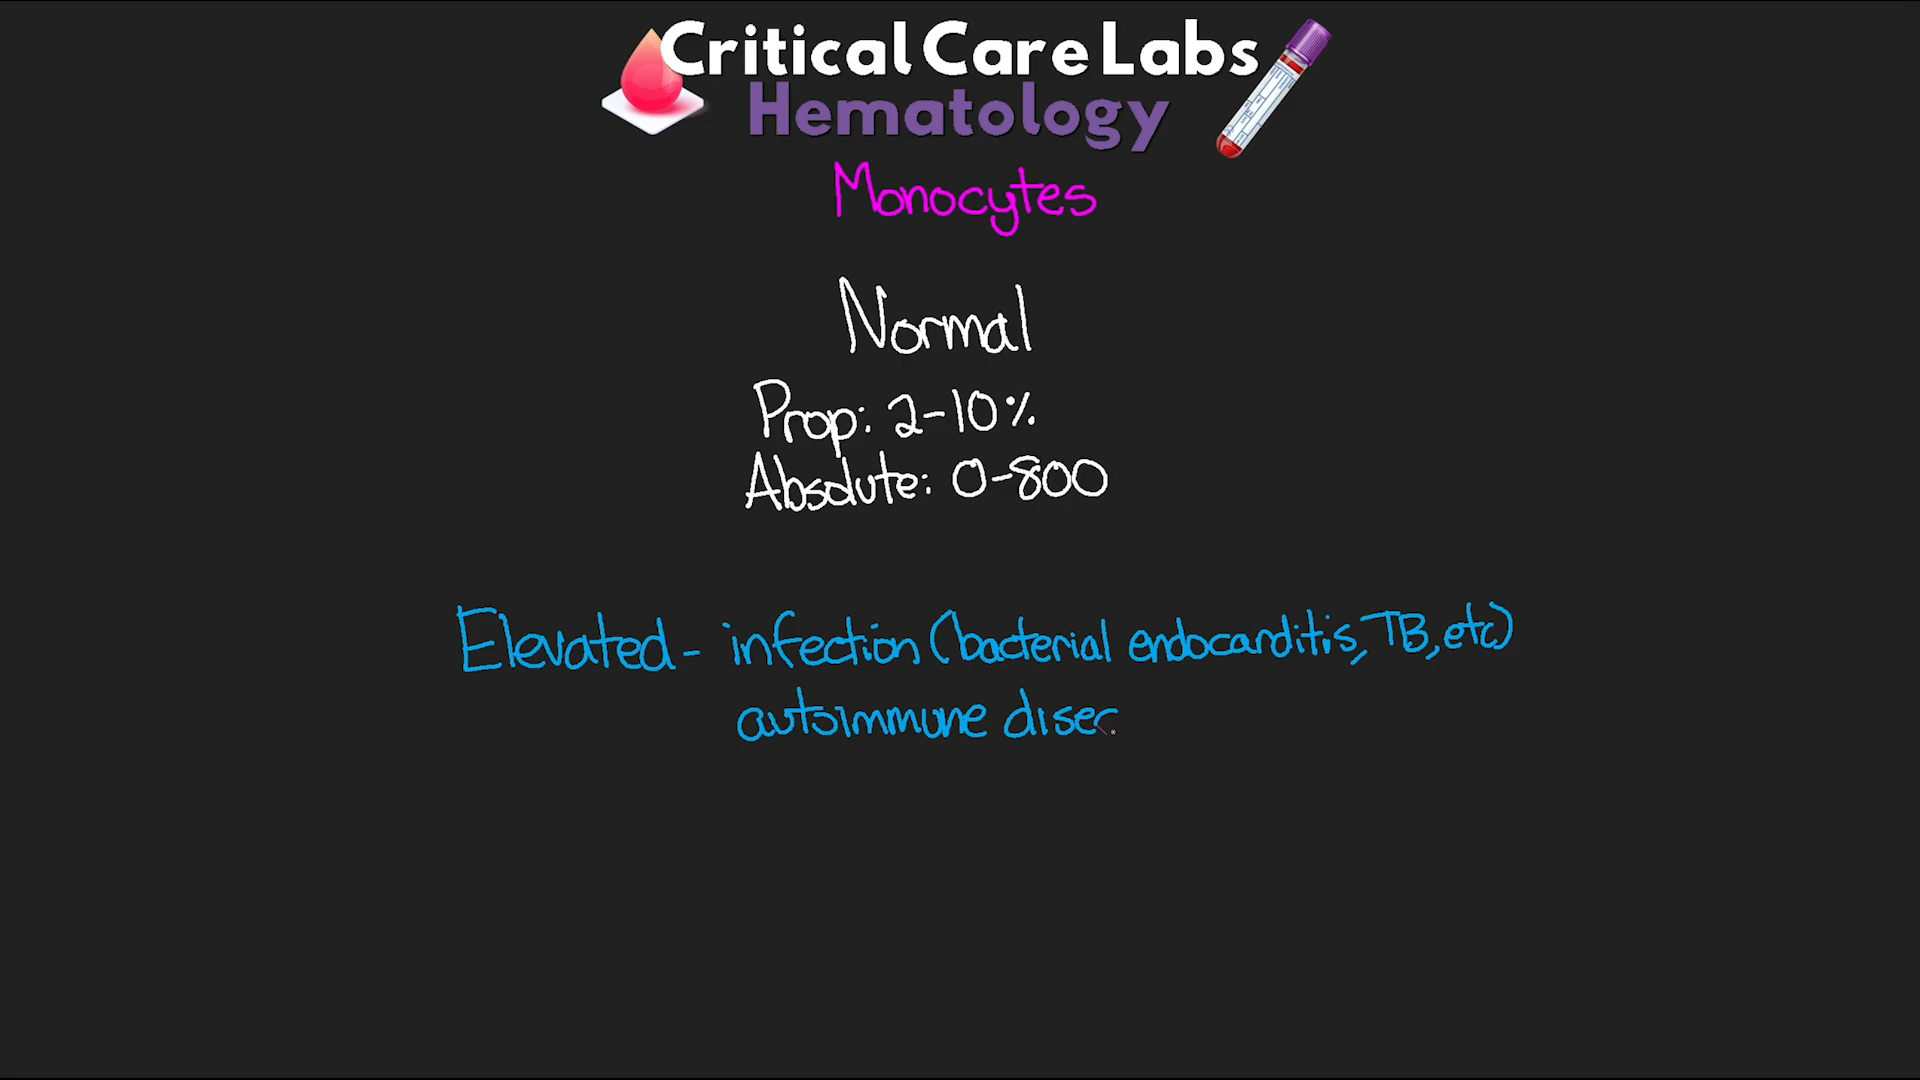 Critical Care Labs
Hematology
Monocytes
Normal
Prop: 2-10%
Absolute: 0-800
Elevated - infection (bacterial endocarditis, TB, etc)
autoimmune disec